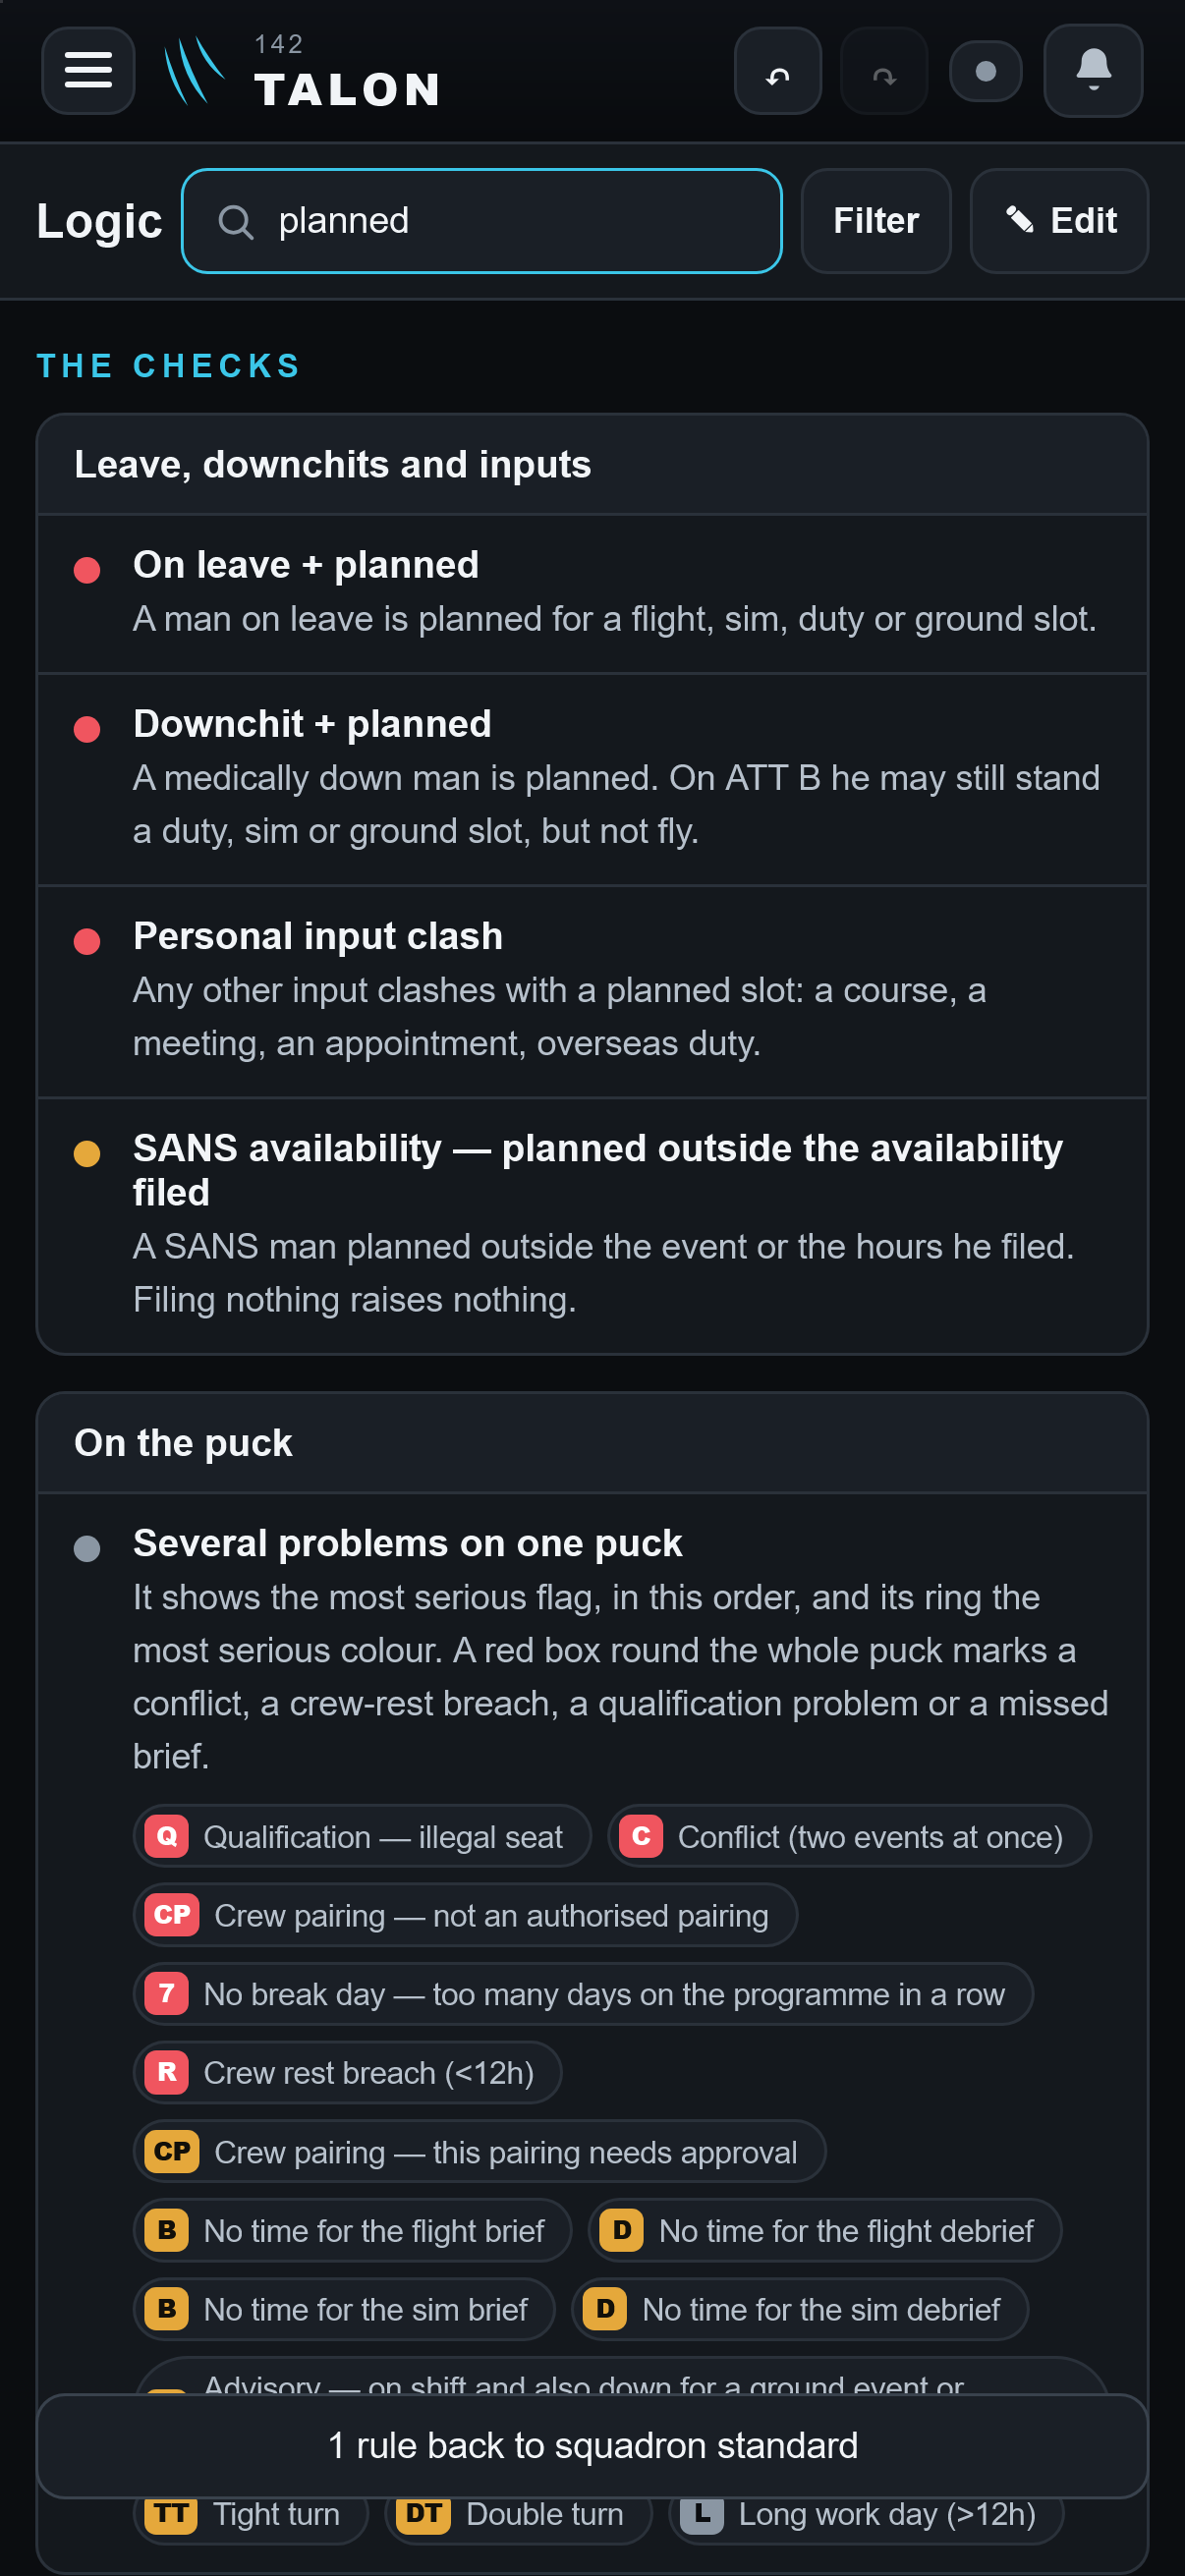 142
TALON
Logic
planned
Filter
Edit
THE CHECKS
Leave, downchits and inputs
On leave + planned
A man on leave is planned for a flight, sim, duty or ground slot.
Downchit + planned
A medically down man is planned. On ATT B he may still stand
a duty, sim or ground slot, but not fly.
Personal input clash
Any other input clashes with a planned slot: a course, a
meeting, an appointment, overseas duty.
SANS availability — planned outside the availability
filed
A SANS man planned outside the event or the hours he filed.
Filing nothing raises nothing.
On the puck
Several problems on one puck
It shows the most serious flag, in this order, and its ring the
most serious colour. A red box round the whole puck marks a
conflict, a crew-rest breach, a qualification problem or a missed
brief.
Q Qualification — illegal seat C Conflict (two events at once)
CP Crew pairing — not an authorised pairing
7 No break day — too many days on the programme in a row
R Crew rest breach (<12h)
CP Crew pairing — this pairing needs approval
B No time for the flight brief D No time for the flight debrief
B No time for the sim brief D No time for the sim debrief
Advisory — on shift and also down for a ground event or
1 rule back to squadron standard
TT Tight turn DT Double turn L Long work day (>12h)